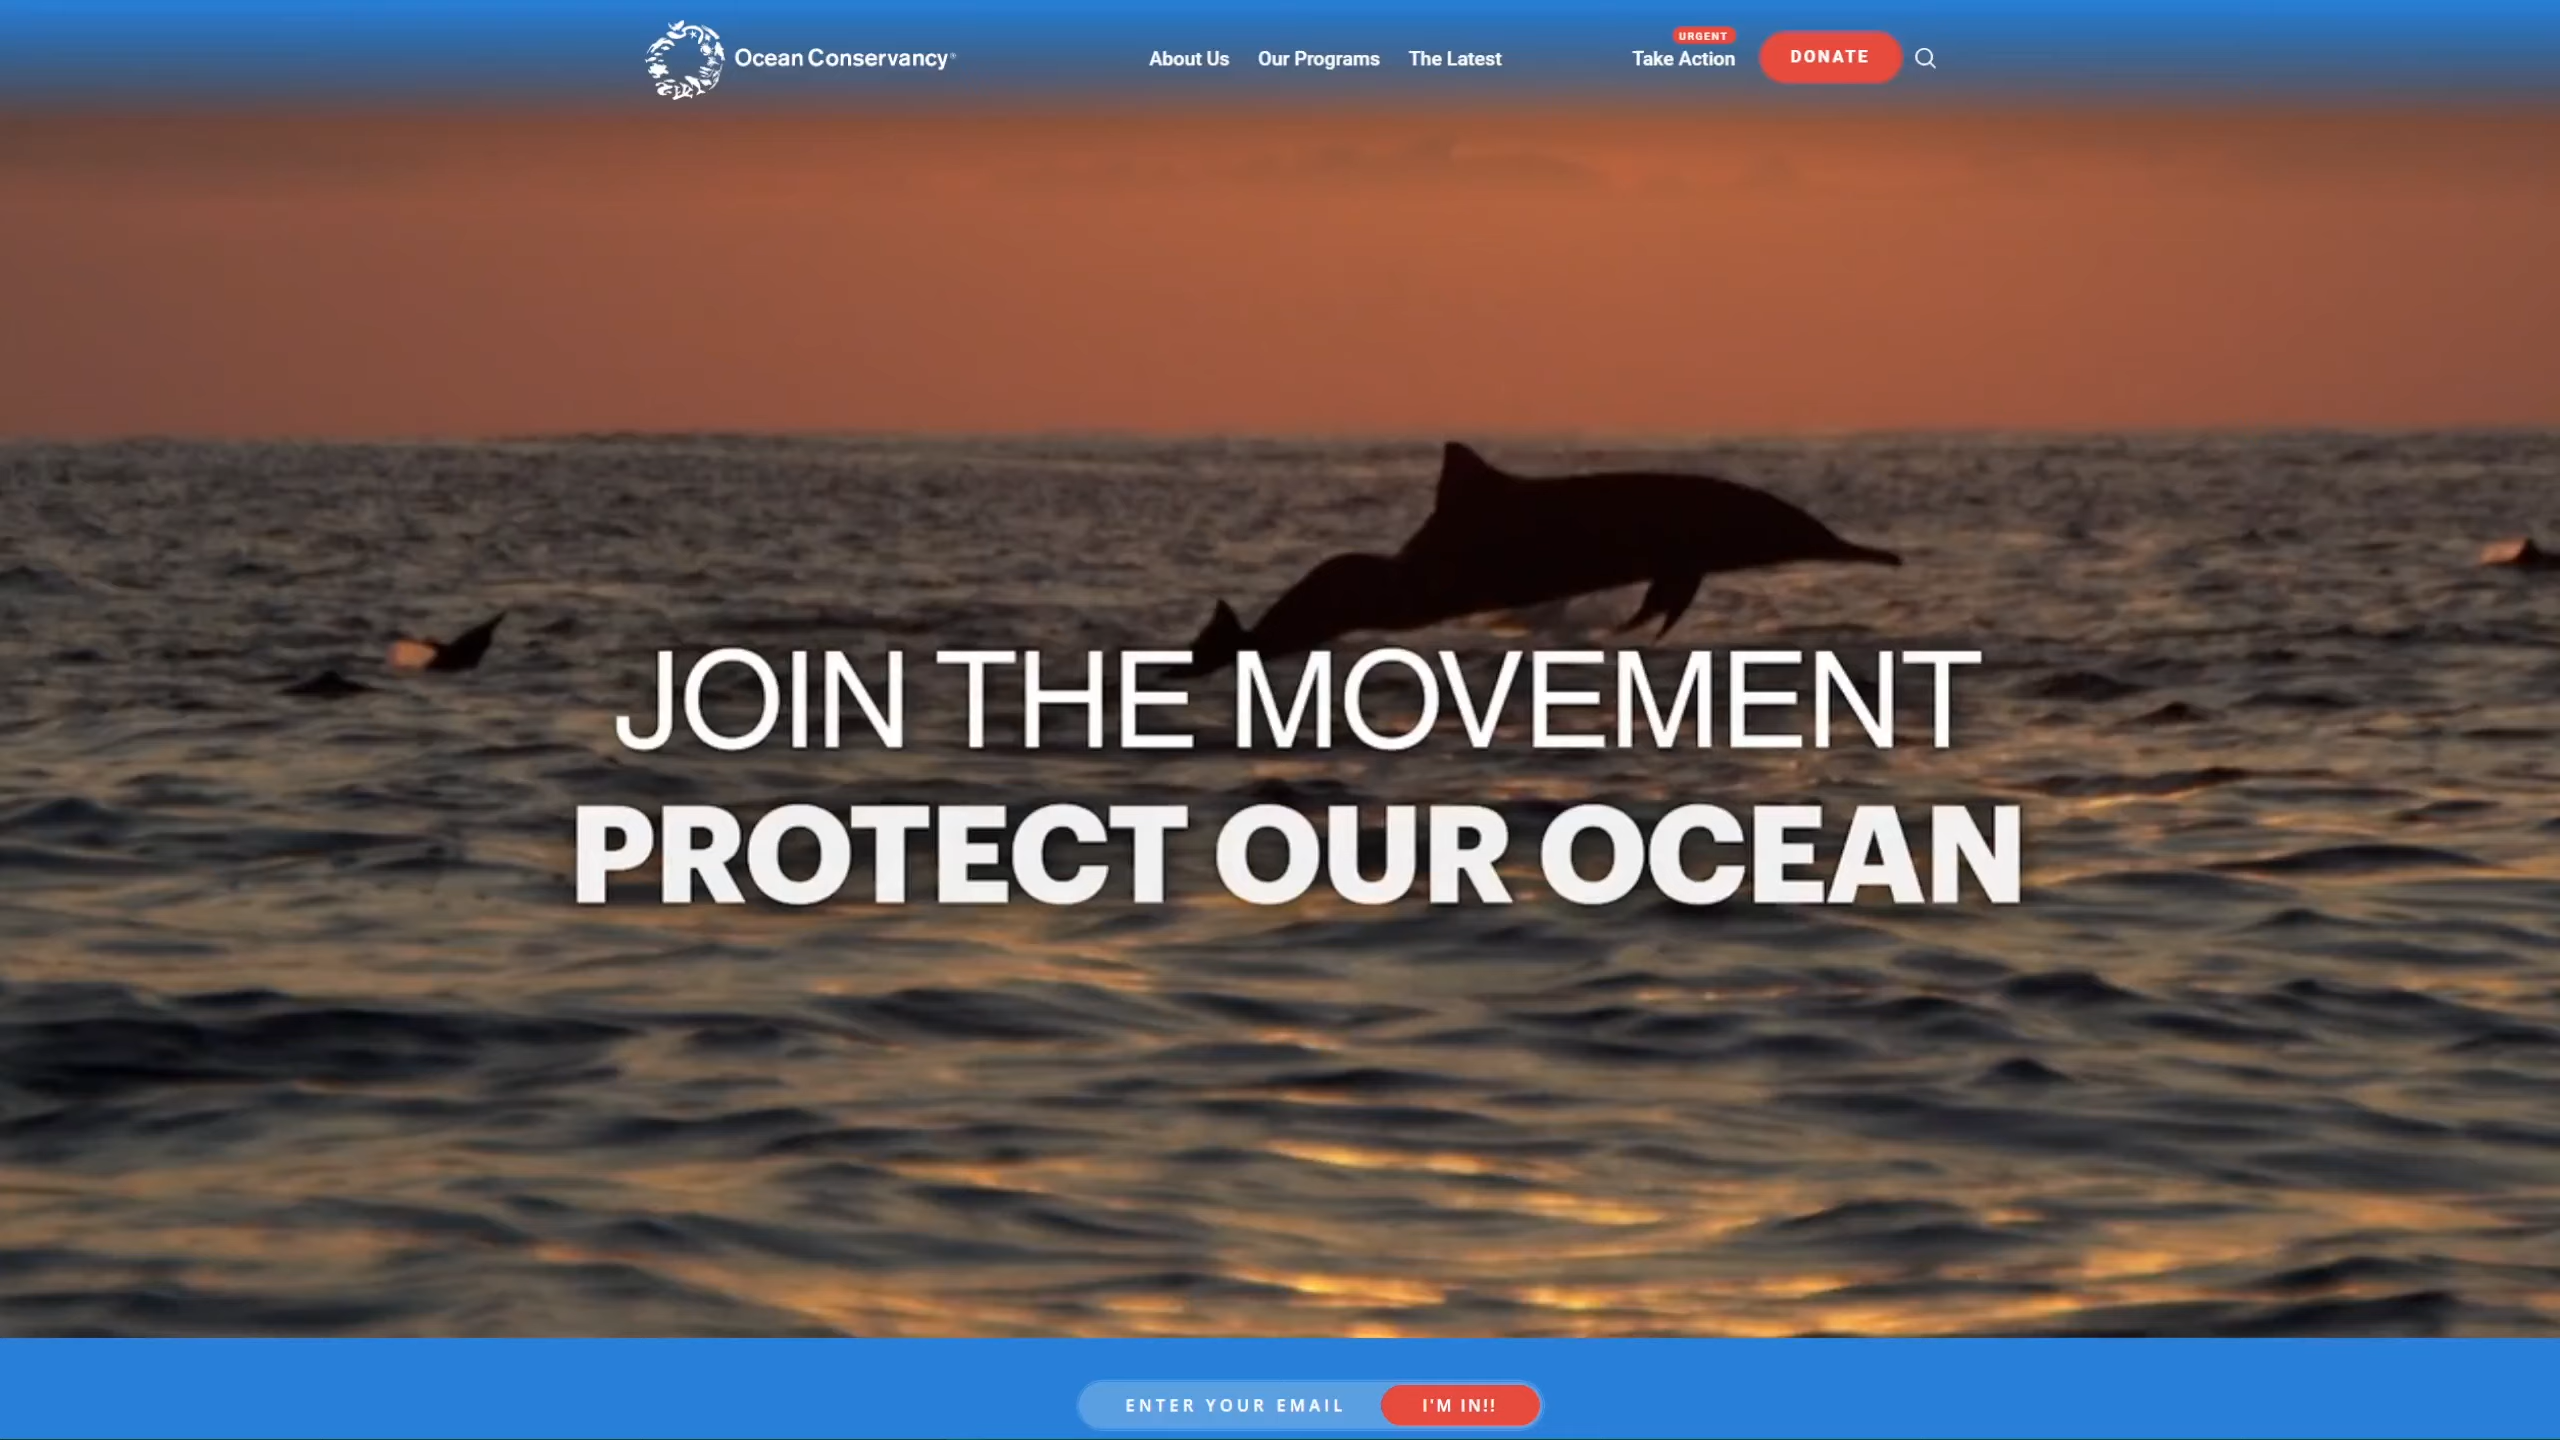 Ocean Conservancy®
About Us
Our Programs
The Latest
URGENT
Take Action
DONATE
JOIN THE MOVEMENT
PROTECT OUR OCEAN
ENTER YOUR EMAIL
I'M IN!!